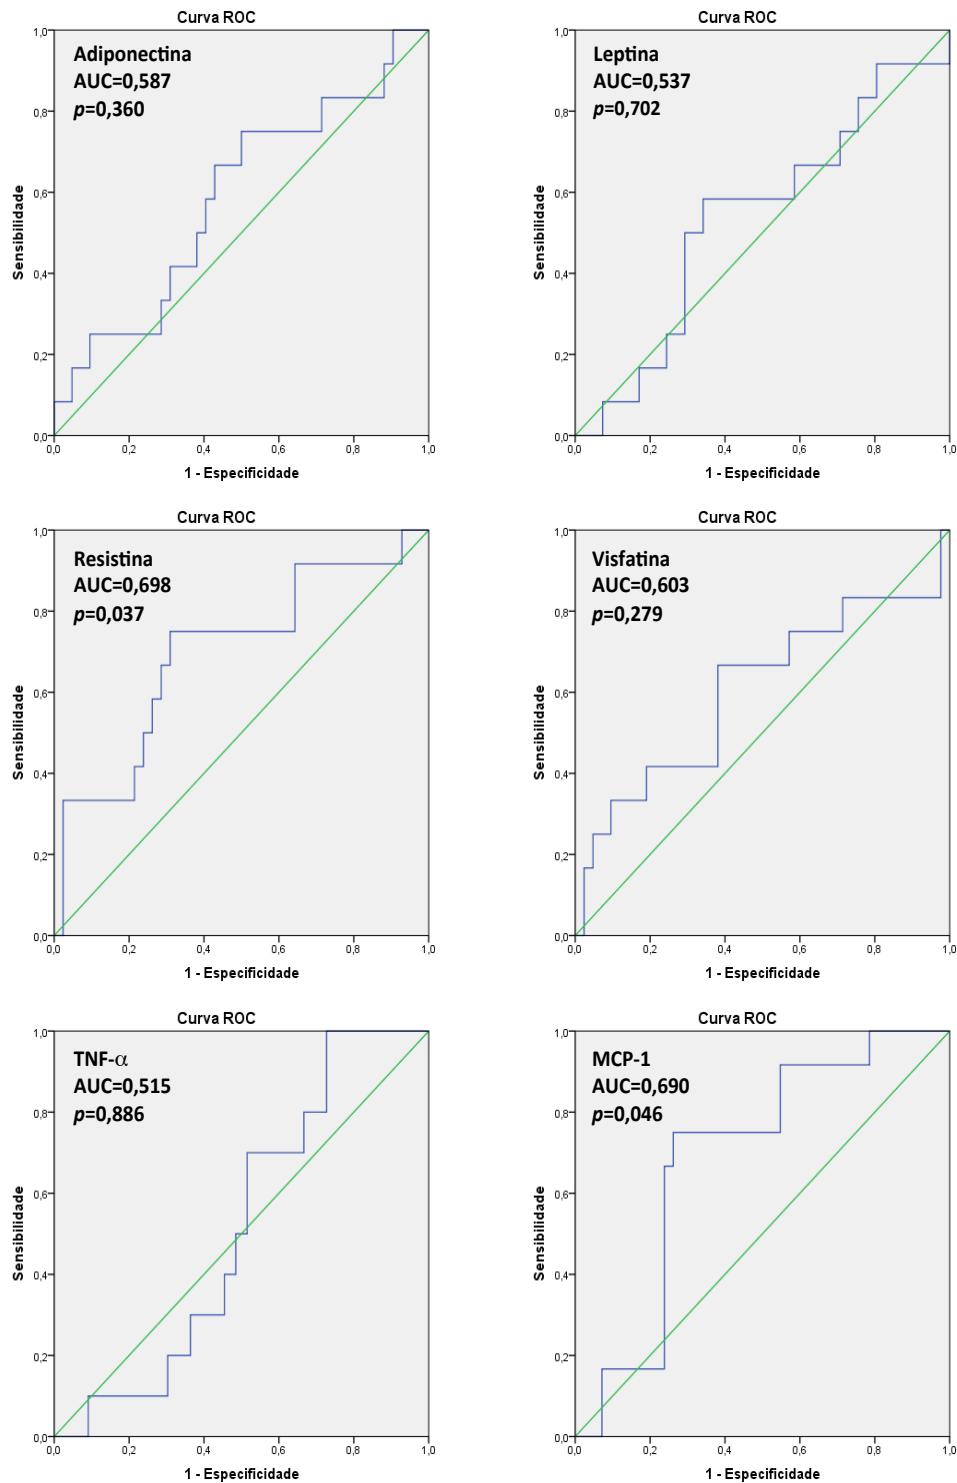 Curva ROC
Adiponectina
AUC=0,587
p=0,360
Sensibilidade
1,0
0,8
0,6
0,4
0,2
0,0
0,0 0,2 0,4 0,6 0,8 1,0
1 - Especificidade
Curva ROC
Leptina
AUC=0,537
p=0,702
Sensibilidade
1,0
0,8
0,6
0,4
0,2
0,0
0,0 0,2 0,4 0,6 0,8 1,0
1 - Especificidade
Curva ROC
Resistina
AUC=0,698
p=0,037
Sensibilidade
1,0
0,8
0,6
0,4
0,2
0,0
0,0 0,2 0,4 0,6 0,8 1,0
1 - Especificidade
Curva ROC
Visfatina
AUC=0,603
p=0,279
Sensibilidade
1,0
0,8
0,6
0,4
0,2
0,0
0,0 0,2 0,4 0,6 0,8 1,0
1 - Especificidade
Curva ROC
TNF-α
AUC=0,515
p=0,886
Sensibilidade
1,0
0,8
0,6
0,4
0,2
0,0
0,0 0,2 0,4 0,6 0,8 1,0
1 - Especificidade
Curva ROC
MCP-1
AUC=0,690
p=0,046
Sensibilidade
1,0
0,8
0,6
0,4
0,2
0,0
0,0 0,2 0,4 0,6 0,8 1,0
1 - Especificidade